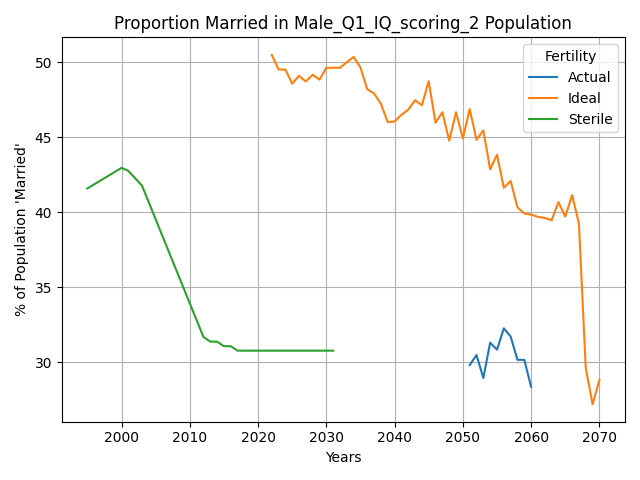 Proportion Married in Male_Q1_IQ_scoring_2 Population
% of Population 'Married'
50
45
40
35
30
2000 2010 2020 2030 2040 2050 2060 2070
Years
Fertility
Actual
Ideal
Sterile